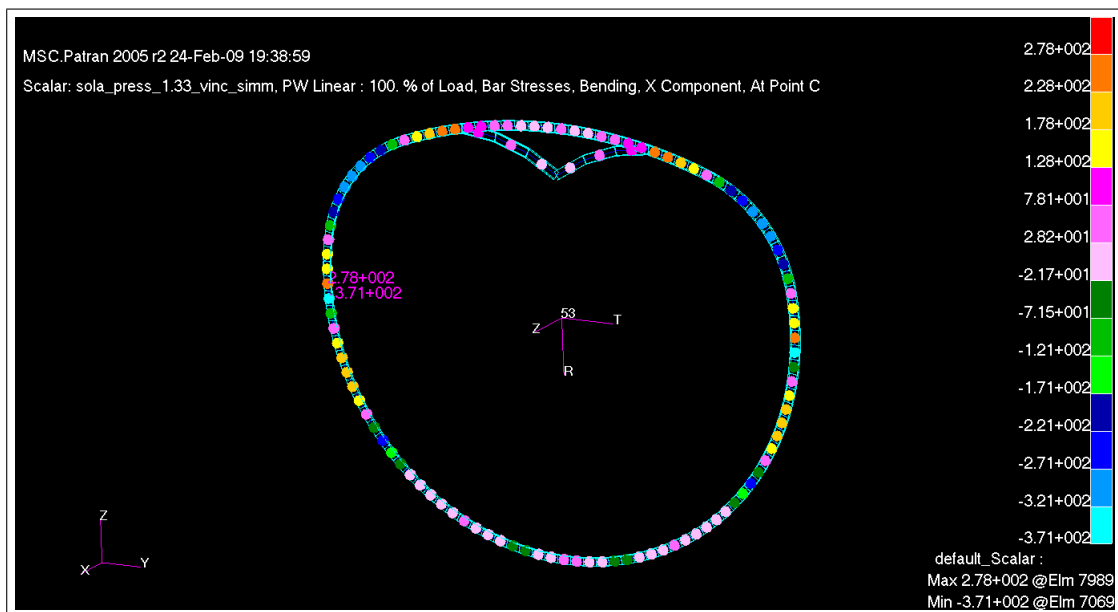 MSC.Patran 2005 r2 24-Feb-09 19:38:59
Scalar: sola_press_1.33_vinc_simm, PW Linear : 100. % of Load, Bar Stresses, Bending, X Component, At Point C
2.78+002
2.28+002
1.78+002
1.28+002
7.81+001
2.82+001
-2.17+001
-7.15+001
-1.21+002
-1.71+002
-2.21+002
-2.71+002
-3.21+002
-3.71+002
2.78+002
-3.71+002
53
Z
T
R
Z
X
Y
default_Scalar :
Max 2.78+002 @Elm 7989
Min -3.71+002 @Elm 7069